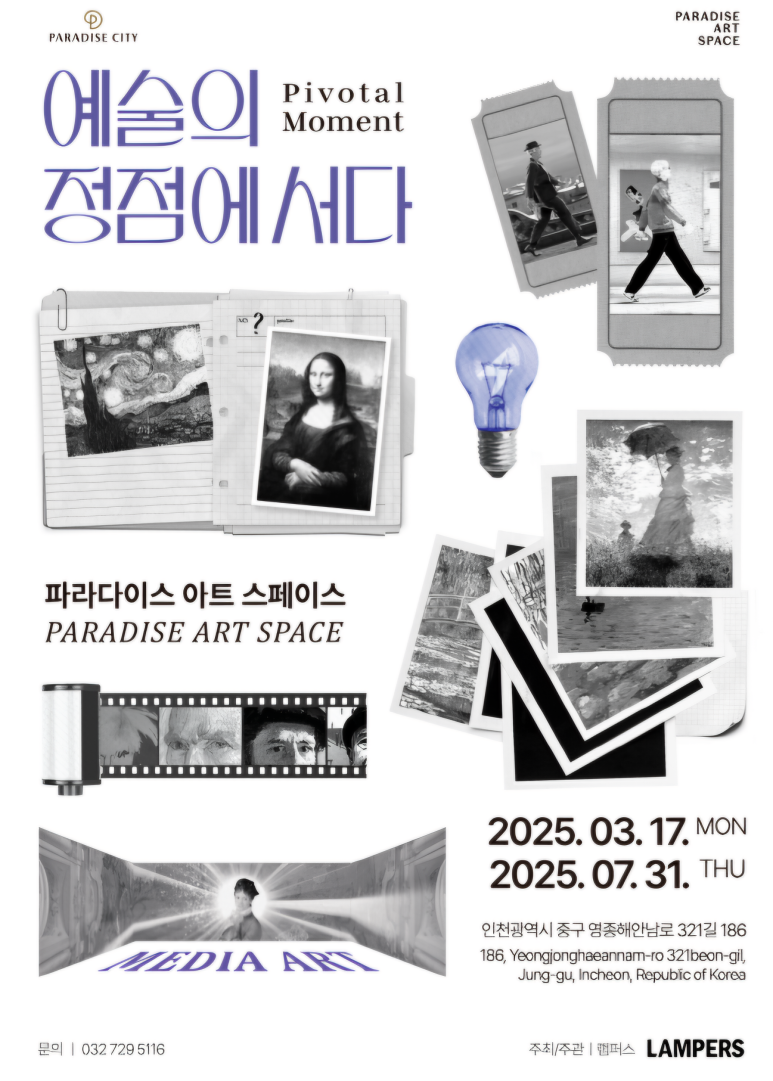 PARADISE CITY
PARADISE
ART
SPACE
예술의
정점에 서다
Pivotal
Moment
NO ?
파라다이스 아트 스페이스
PARADISE ART SPACE
MEDIA ART
2025. 03. 17. MON
2025. 07. 31. THU
인천광역시 중구 영종해안남로 321길 186
186, Yeongjonghaeannam-ro 321beon-gil,
Jung-gu, Incheon, Republic of Korea
문의 | 032 729 5116
주최/주관 | 램퍼스 LAMPERS